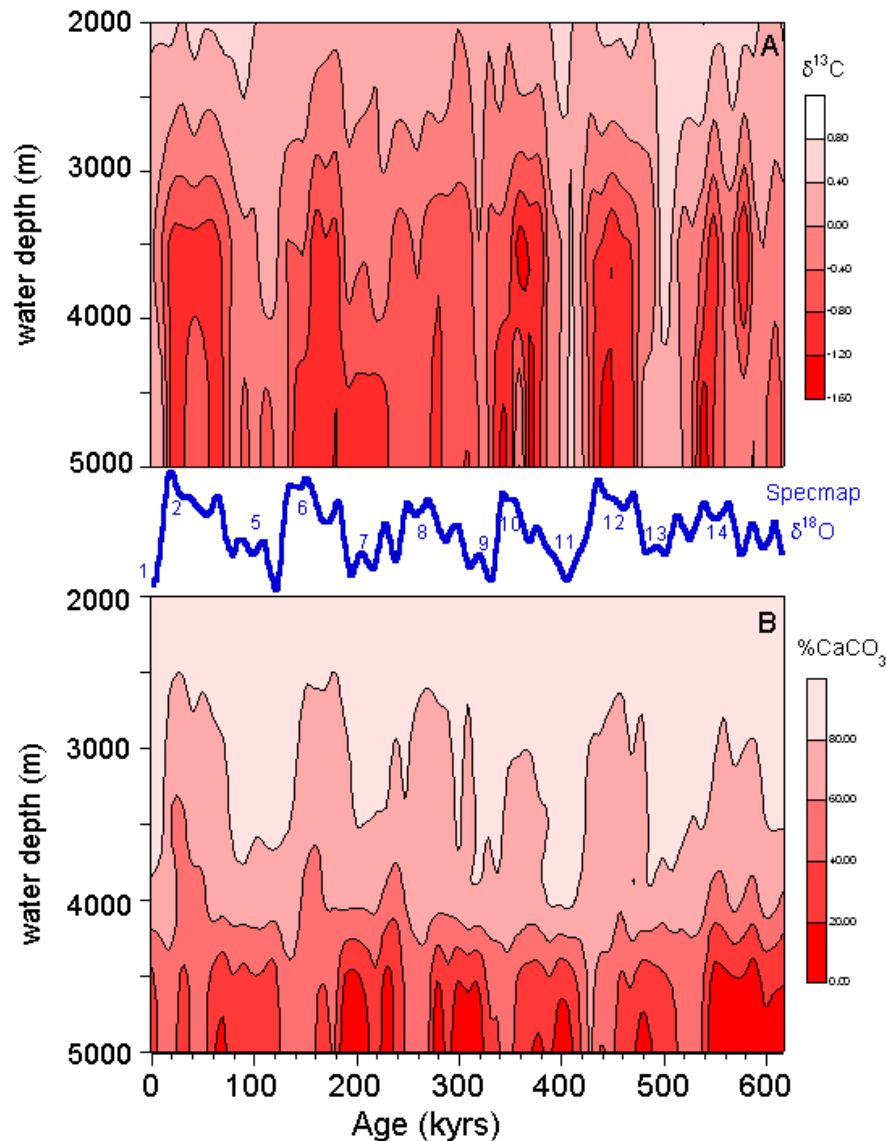 2000
A
δ¹³C
0.80
3000
0.40
0.00
-0.40
water depth (m)
4000
-0.80
-1.20
-1.60
5000
Specmap
δ¹⁸O
1 2 5 6 7 8 9 10 11 12 13 14
2000
B
%CaCO₃
80.00
3000
60.00
40.00
water depth (m)
4000
20.00
0.00
5000
0 100 200 300 400 500 600
Age (kyrs)